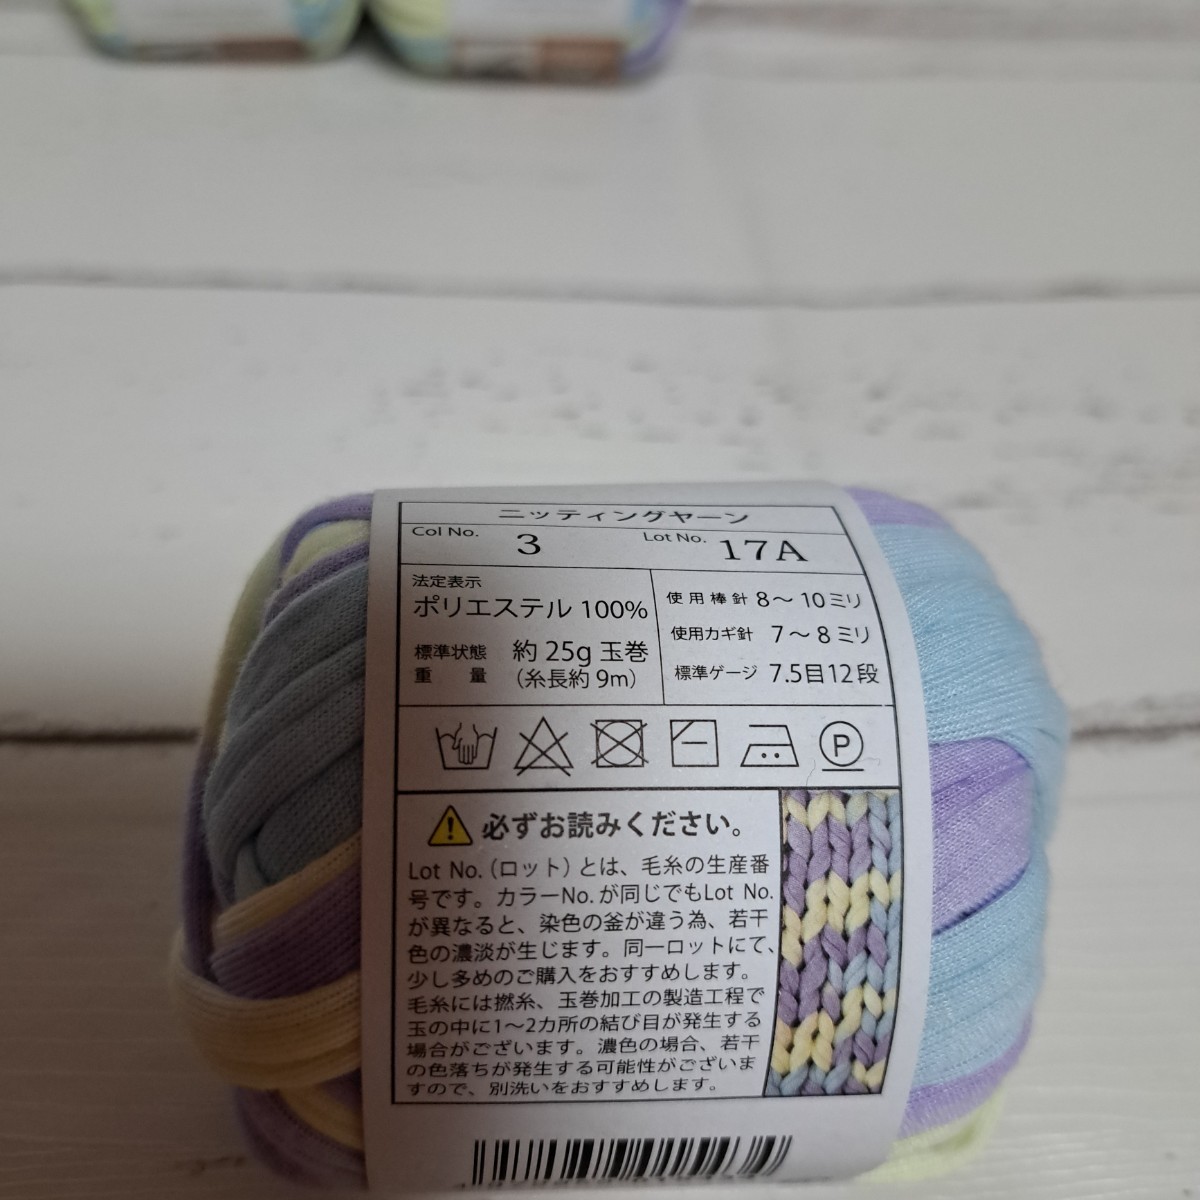 ニッティングヤーン
Col No. 3 Lot No. 17A
法定表示
ポリエステル 100%
標準状態
重量 約 25g 玉巻
（糸長約 9m）
使用棒針 8～10ミリ
使用カギ針 7～8ミリ
標準ゲージ 7.5目12段
P
必ずお読みください。
Lot No.（ロット）とは、毛糸の生産番
号です。カラーNo.が同じでもLot No.
が異なると、染色の釜が違う為、若干
色の濃淡が生じます。同一ロットにて、
少し多めのご購入をおすすめします。
毛糸には撚糸、玉巻加工の製造工程で
玉の中に1～2カ所の結び目が発生する
場合がございます。濃色の場合、若干
の色落ちが発生する可能性がございま
すので、別洗いをおすすめします。